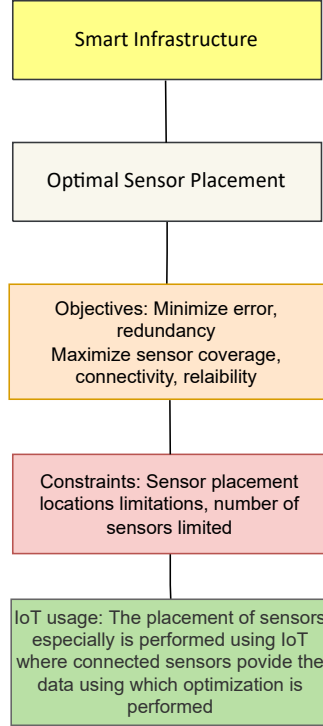 Smart Infrastructure
Optimal Sensor Placement
Objectives: Minimize error,
redundancy
Maximize sensor coverage,
connectivity, relaibility
Constraints: Sensor placement
locations limitations, number of
sensors limited
IoT usage: The placement of sensors
especially is performed using IoT
where connected sensors povide the
data using which optimization is
performed